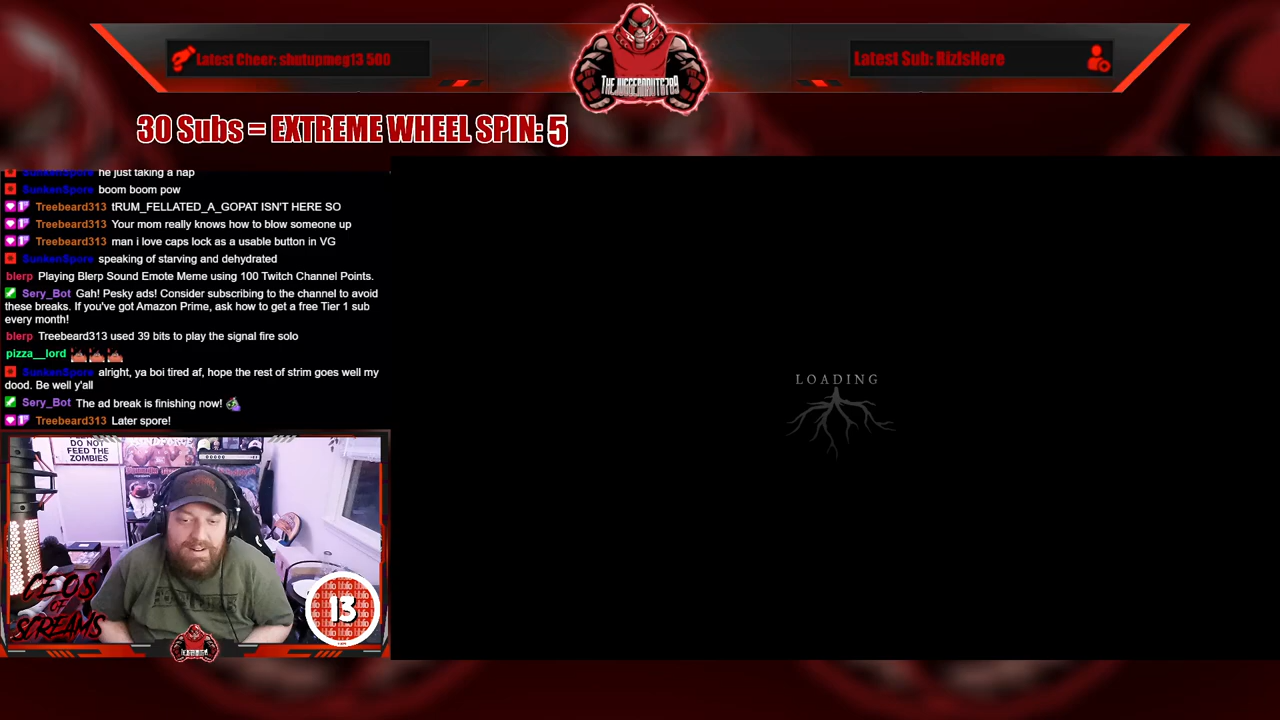 Latest Cheer: shutupmeg13 500
THEJUGGERNAUT6789
Latest Sub: RizIsHere
30 Subs = EXTREME WHEEL SPIN: 5
SunkenSpore he just taking a nap
SunkenSpore boom boom pow
Treebeard313 tRUM_FELLATED_A_GOPAT ISN'T HERE SO
Treebeard313 Your mom really knows how to blow someone up
Treebeard313 man i love caps lock as a usable button in VG
SunkenSpore speaking of starving and dehydrated
blerp Playing Blerp Sound Emote Meme using 100 Twitch Channel Points.
Sery_Bot Gah! Pesky ads! Consider subscribing to the channel to avoid
these breaks. If you've got Amazon Prime, ask how to get a free Tier 1 sub
every month!
blerp Treebeard313 used 39 bits to play the signal fire solo
pizza__lord
SunkenSpore alright, ya boi tired af, hope the rest of strim goes well my
dood. Be well y'all
Sery_Bot The ad break is finishing now!
Treebeard313 Later spore!
LOADING
DO NOT
FEED THE
ZOMBIES
CEOS
OF
SCREAMS
13